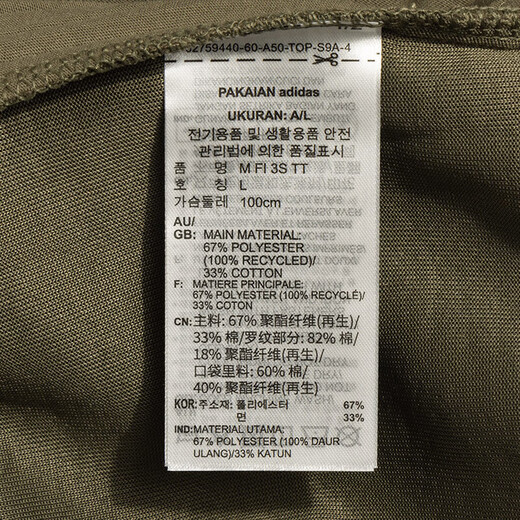 52759440-60-A50-TOP-S9A-4
PAKAIAN adidas
UKURAN: A/L
전기용품 및 생활용품 안전
관리법에 의한 품질표시
품 명 M FI 3S TT
호 칭 L
가슴둘레 100cm
AU/
GB: MAIN MATERIAL:
67% POLYESTER
(100% RECYCLED)/
33% COTTON
F: MATIERE PRINCIPALE:
67% POLYESTER (100% RECYCLÉ)/
33% COTON
CN: 主料: 67% 聚酯纤维(再生)/
33% 棉/罗纹部分: 82% 棉/
18% 聚酯纤维(再生)/
口袋里料: 60% 棉/
40% 聚酯纤维(再生)
KOR: 주소재: 폴리에스터 67%
면 33%
IND: MATERIAL UTAMA:
67% POLYESTER (100% DAUR
ULANG)/33% KATUN